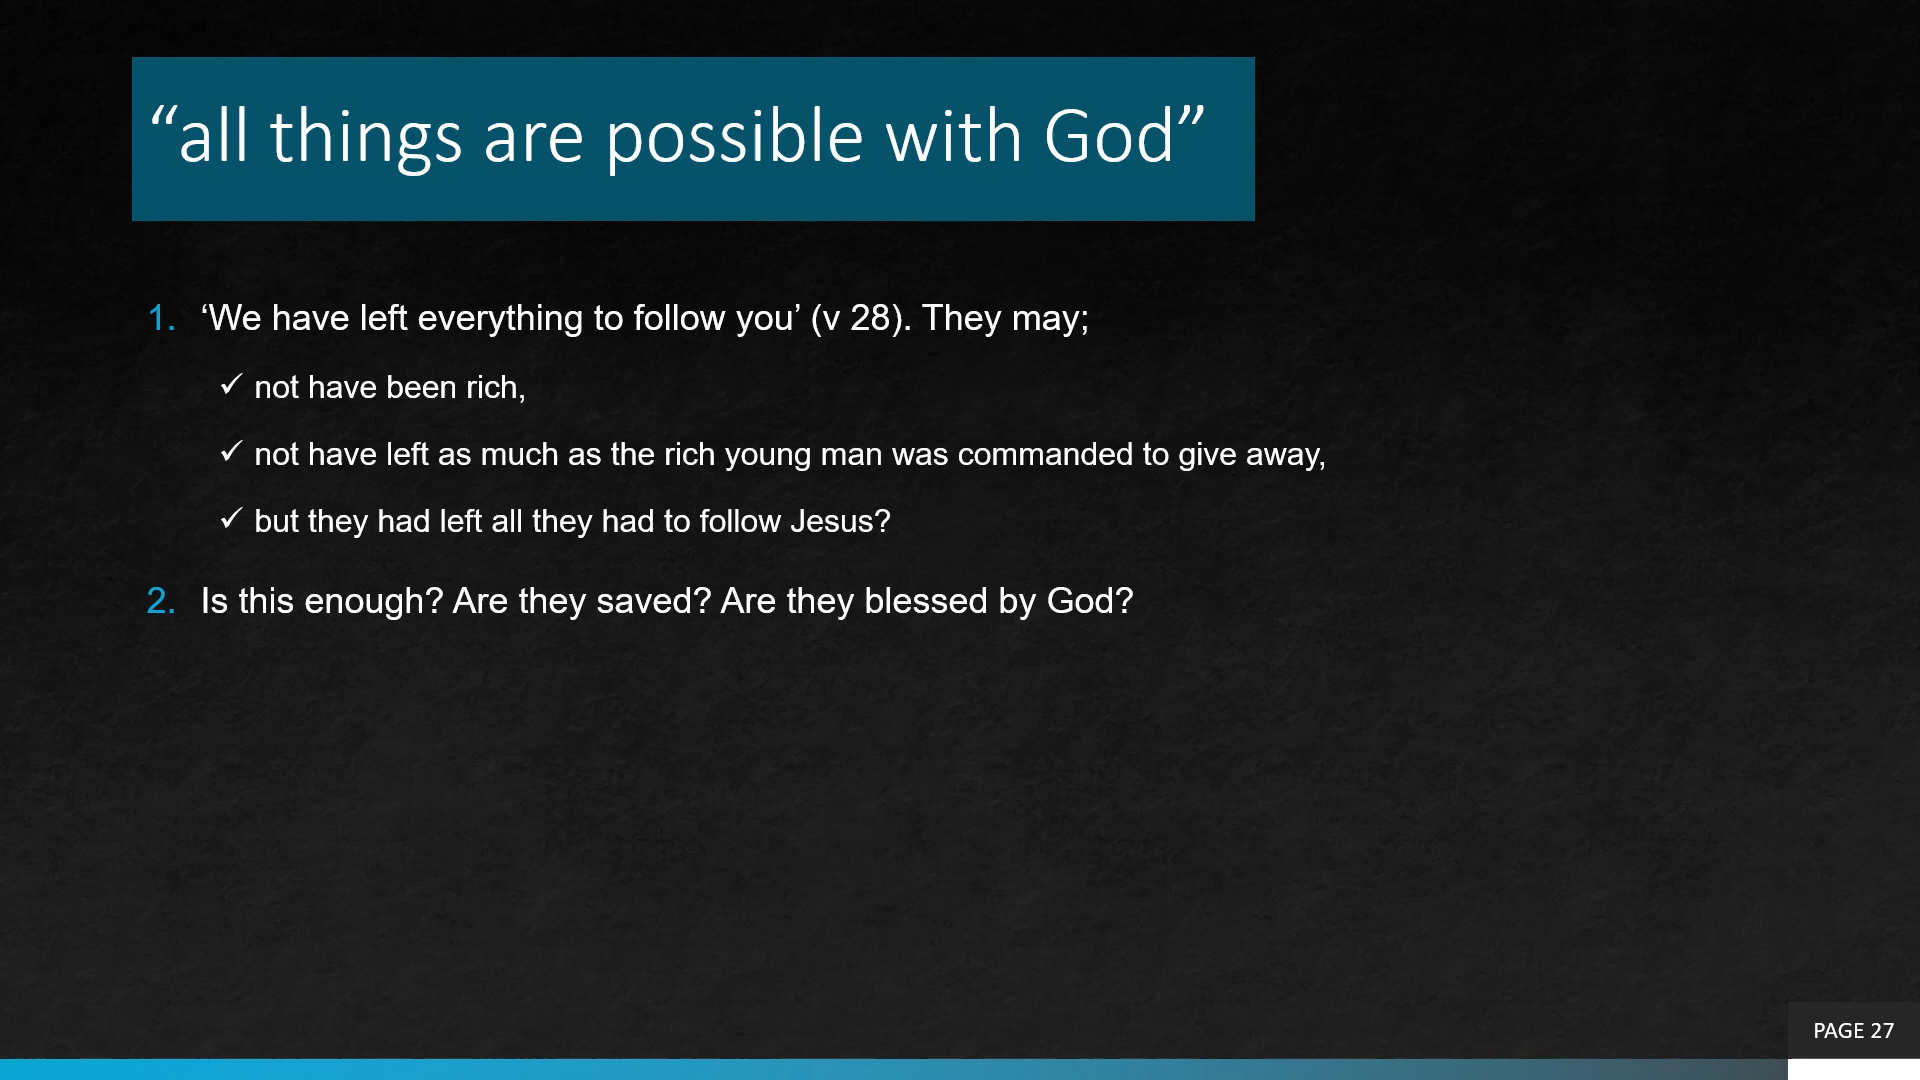 “all things are possible with God”
1. ‘We have left everything to follow you’ (v 28). They may;
✓ not have been rich,
✓ not have left as much as the rich young man was commanded to give away,
✓ but they had left all they had to follow Jesus?
2. Is this enough? Are they saved? Are they blessed by God?
PAGE 27